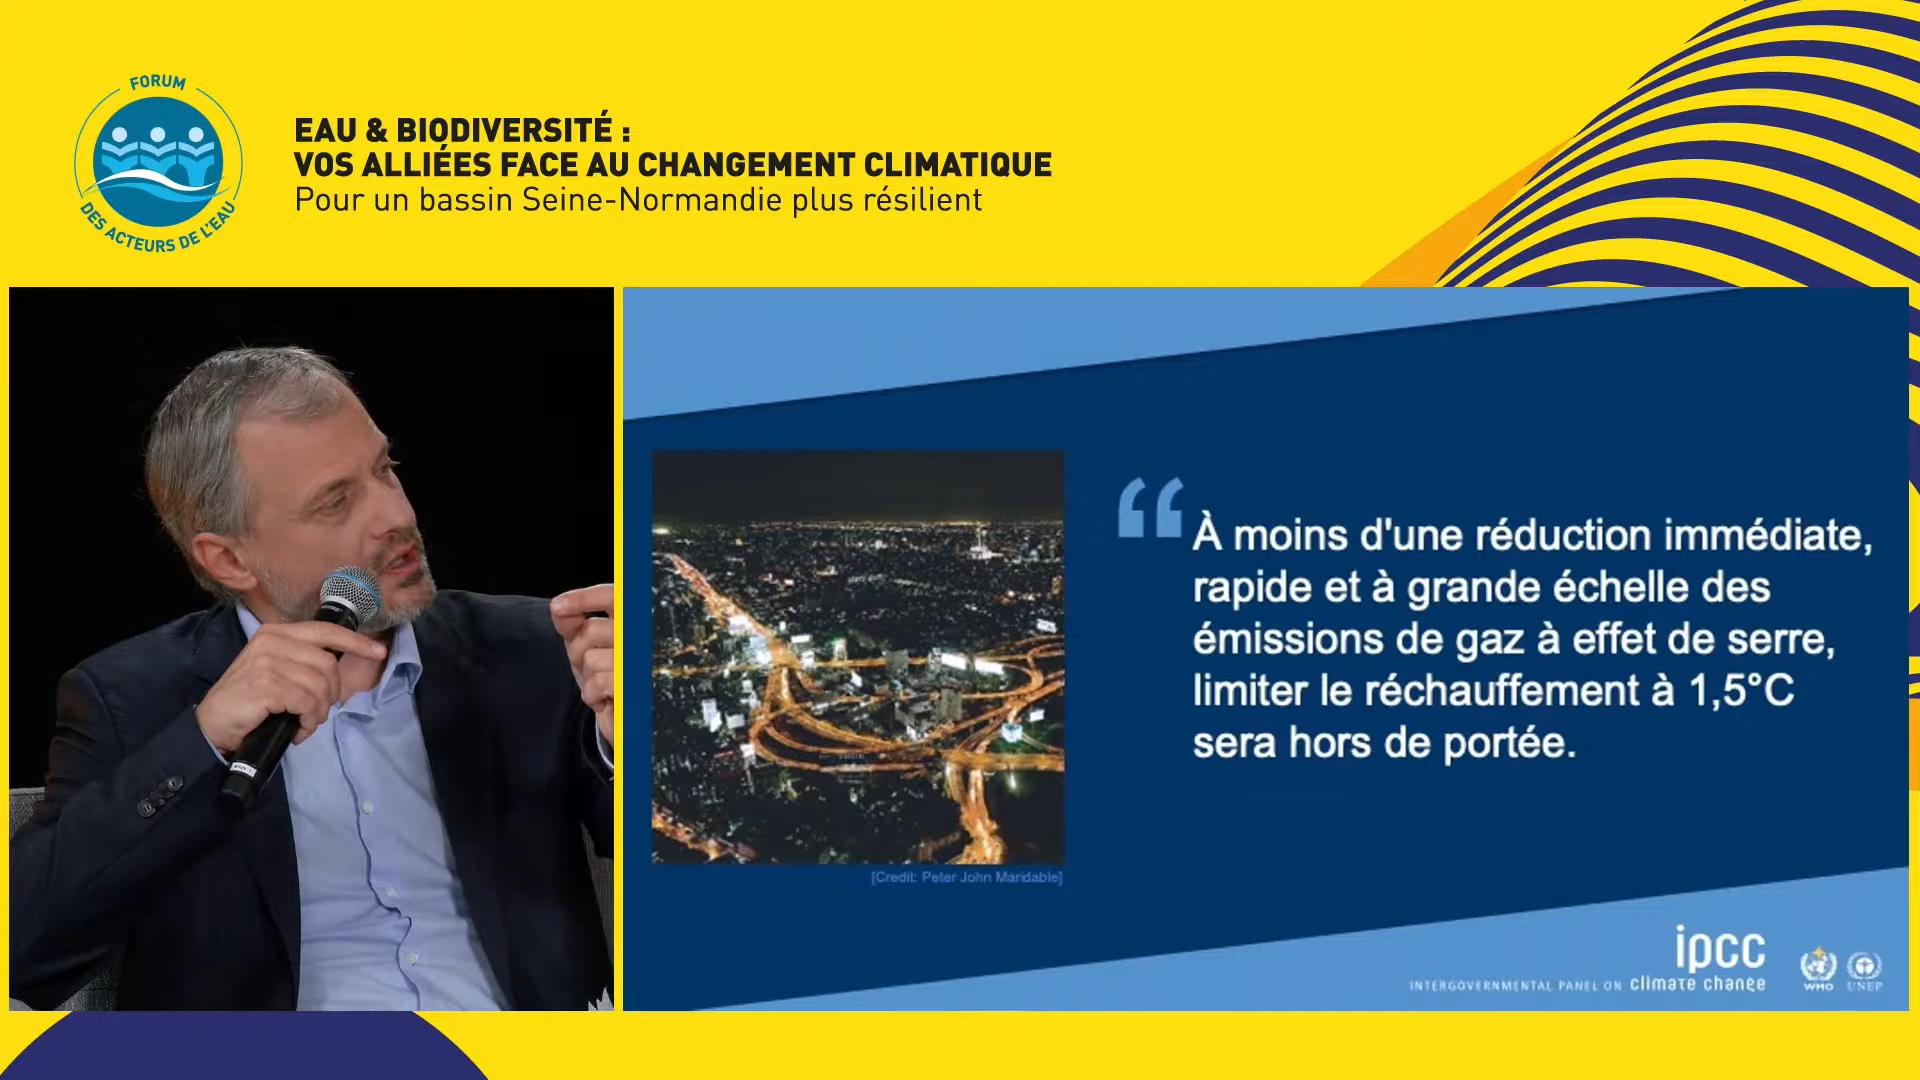 FORUM
DES ACTEURS DE L'EAU
EAU & BIODIVERSITÉ :
VOS ALLIÉES FACE AU CHANGEMENT CLIMATIQUE
Pour un bassin Seine-Normandie plus résilient
“
À moins d'une réduction immédiate,
rapide et à grande échelle des
émissions de gaz à effet de serre,
limiter le réchauffement à 1,5°C
sera hors de portée.
[Credit: Peter John Maridable]
ipcc
INTERGOVERNMENTAL PANEL ON climate change
WMO
UNEP